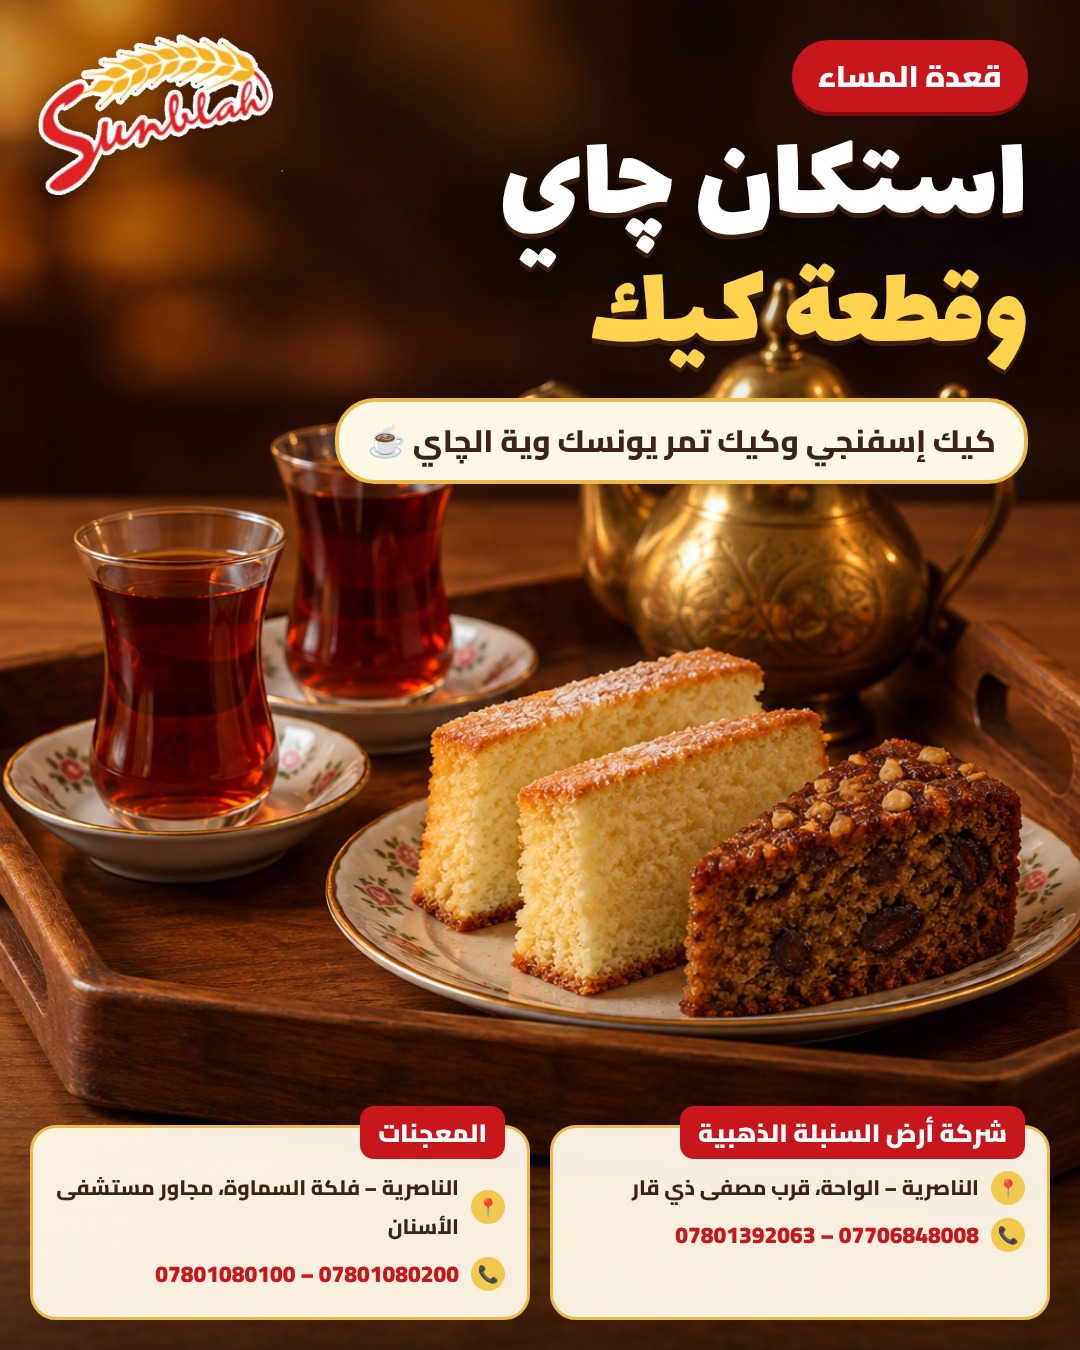 Sunblah
قعدة المساء
استكان چاي
وقطعة كيك
كيك إسفنجي وكيك تمر يونسك وية الچاي ☕
شركة أرض السنبلة الذهبية
الناصرية – الواحة، قرب مصفى ذي قار
07801392063 – 07706848008
المعجنات
الناصرية – فلكة السماوة، مجاور مستشفى
الأسنان
07801080100 – 07801080200